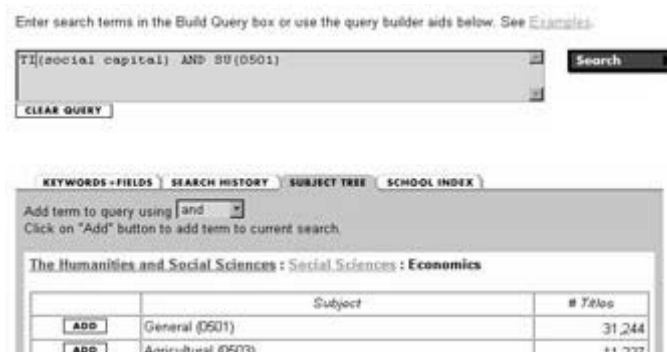 Enter search terms in the Build Query box or use the query builder aids below. See Examples.
TI(social capital) AND SU(0501)
Search
CLEAR QUERY
KEYWORDS + FIELDS SEARCH HISTORY SUBJECT TREE SCHOOL INDEX
Add term to query using and
Click on "Add" button to add term to current search.
The Humanities and Social Sciences : Social Sciences : Economics
Subject # Titles
ADD General (0501) 31,244
ADD Agricultural (0503) 11,227